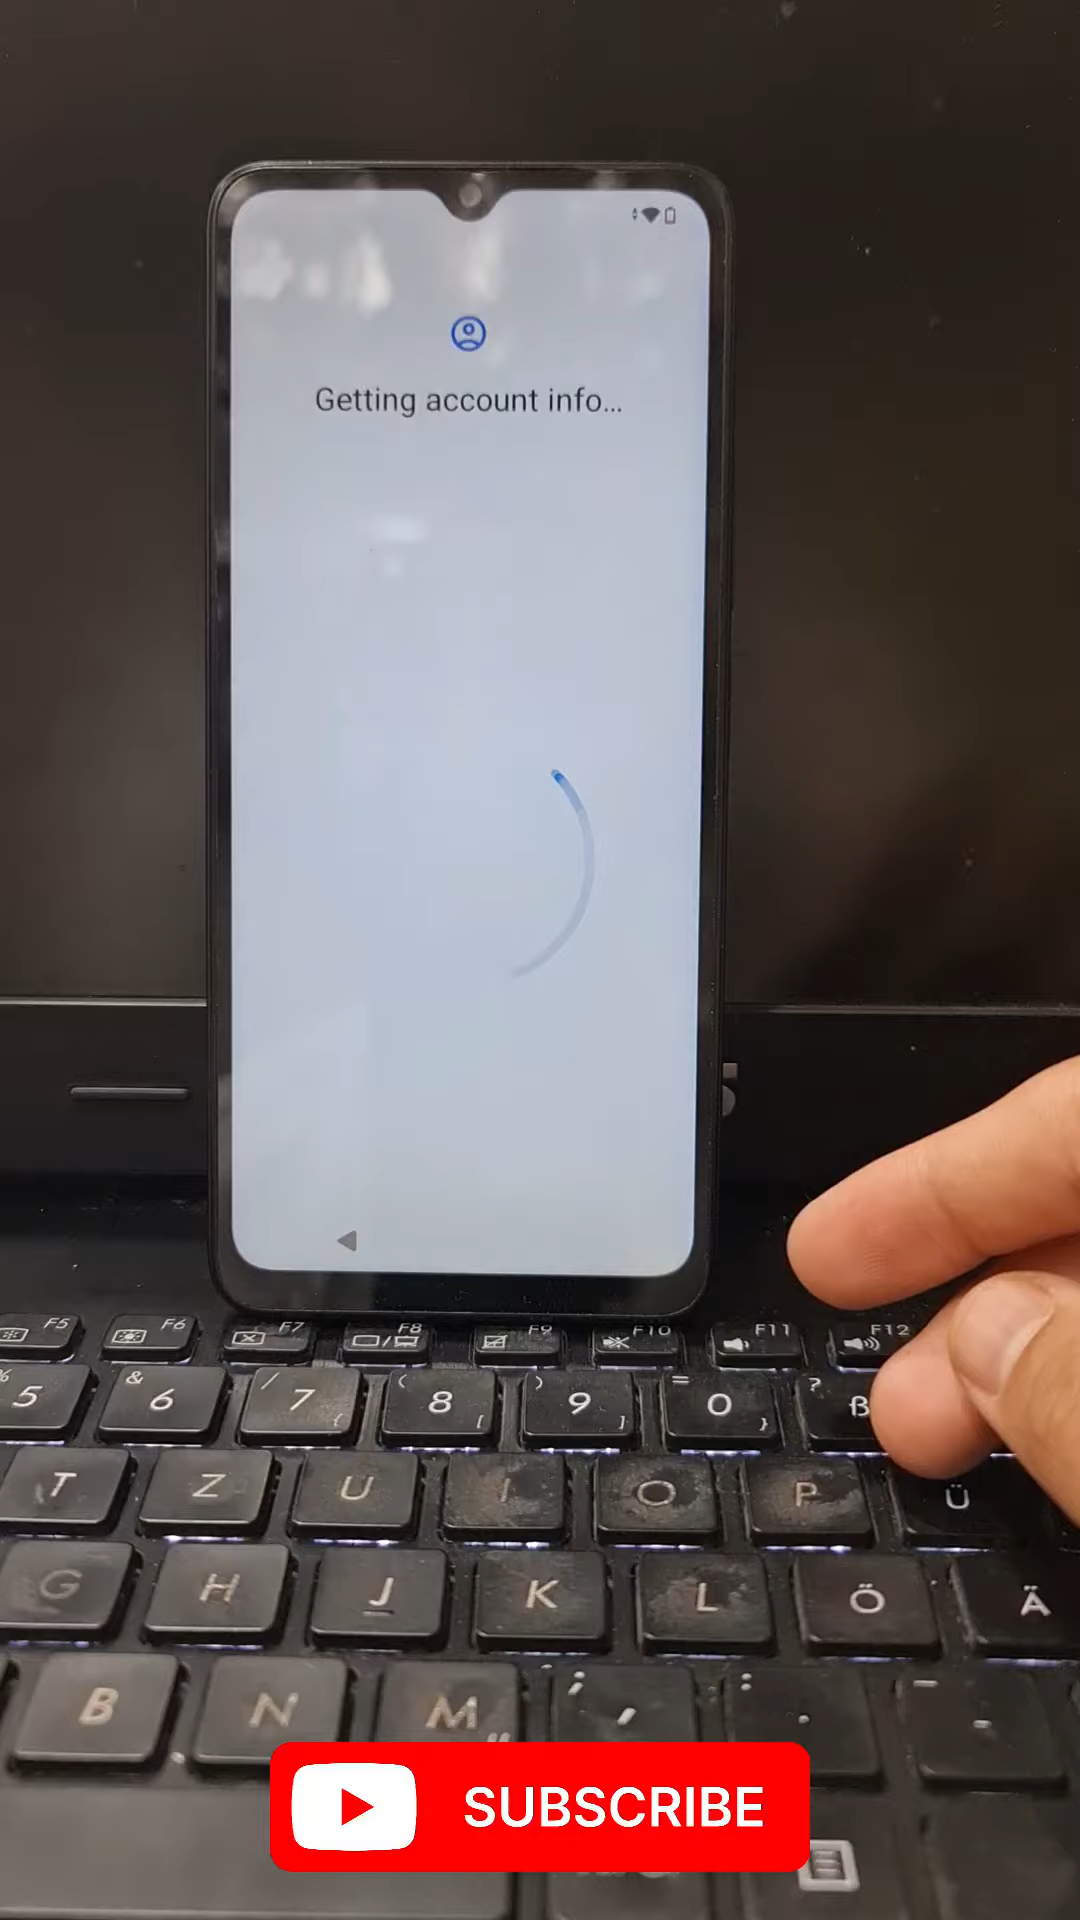 Getting account info...
F5 F6 F7 F8 F9 F10 F11 F12
% & / ( ) = ?
5 6 7 { 8 [ 9 ] 0 } ß
T Z U I O P Ü
G H J K L Ö Ä
B N M ; , : . _ -
SUBSCRIBE